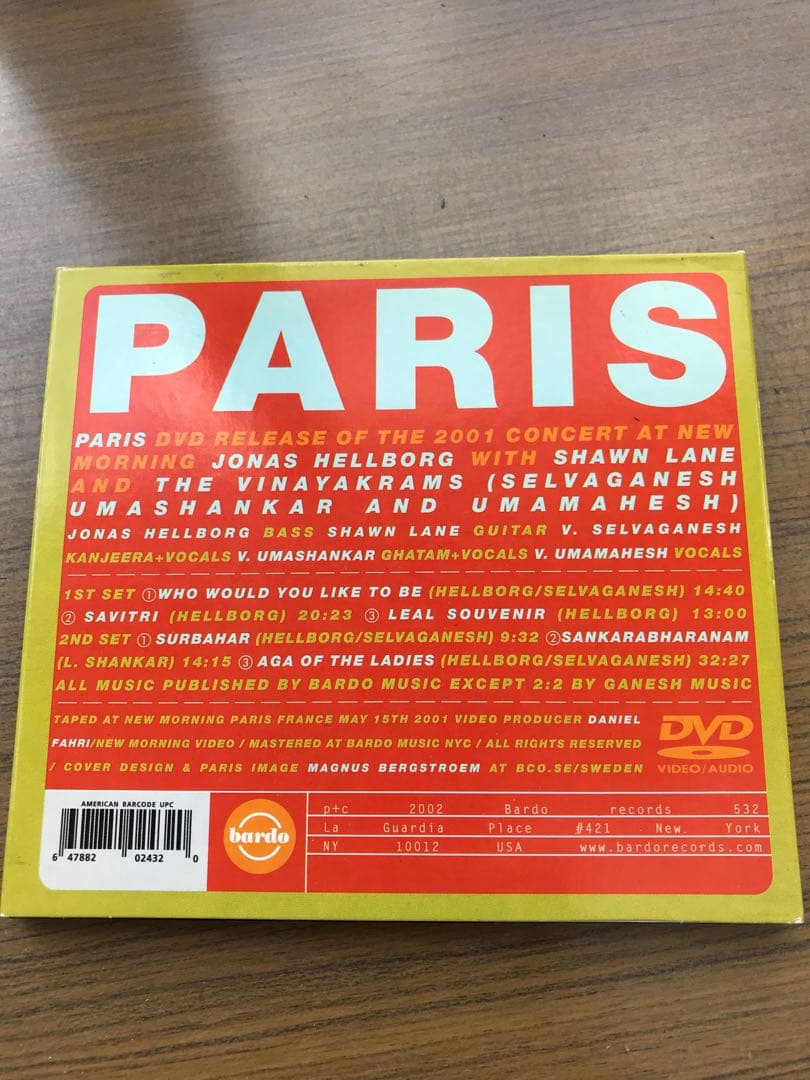 PARIS
PARIS DVD RELEASE OF THE 2001 CONCERT AT NEW
MORNING JONAS HELLBORG WITH SHAWN LANE
AND THE VINAYAKRAMS (SELVAGANESH
UMASHANKAR AND UMAMAHESH)
JONAS HELLBORG BASS SHAWN LANE GUITAR V. SELVAGANESH
KANJEERA+VOCALS V. UMASHANKAR GHATAM+VOCALS V. UMAMAHESH VOCALS
1ST SET ①WHO WOULD YOU LIKE TO BE (HELLBORG/SELVAGANESH) 14:40
② SAVITRI (HELLBORG) 20:23 ③ LEAL SOUVENIR (HELLBORG) 13:00
2ND SET ① SURBAHAR (HELLBORG/SELVAGANESH) 9:32 ②SANKARABHARANAM
(L. SHANKAR) 14:15 ③ AGA OF THE LADIES (HELLBORG/SELVAGANESH) 32:27
ALL MUSIC PUBLISHED BY BARDO MUSIC EXCEPT 2:2 BY GANESH MUSIC
TAPED AT NEW MORNING PARIS FRANCE MAY 15TH 2001 VIDEO PRODUCER DANIEL
FAHRI/NEW MORNING VIDEO / MASTERED AT BARDO MUSIC NYC / ALL RIGHTS RESERVED
/ COVER DESIGN & PARIS IMAGE MAGNUS BERGSTROEM AT BCO.SE/SWEDEN
DVD
VIDEO/AUDIO
AMERICAN BARCODE UPC
6 47882 02432 0
bardo
p+c 2002 Bardo records 532
La Guardia Place #421 New York
NY 10012 USA www.bardorecords.com